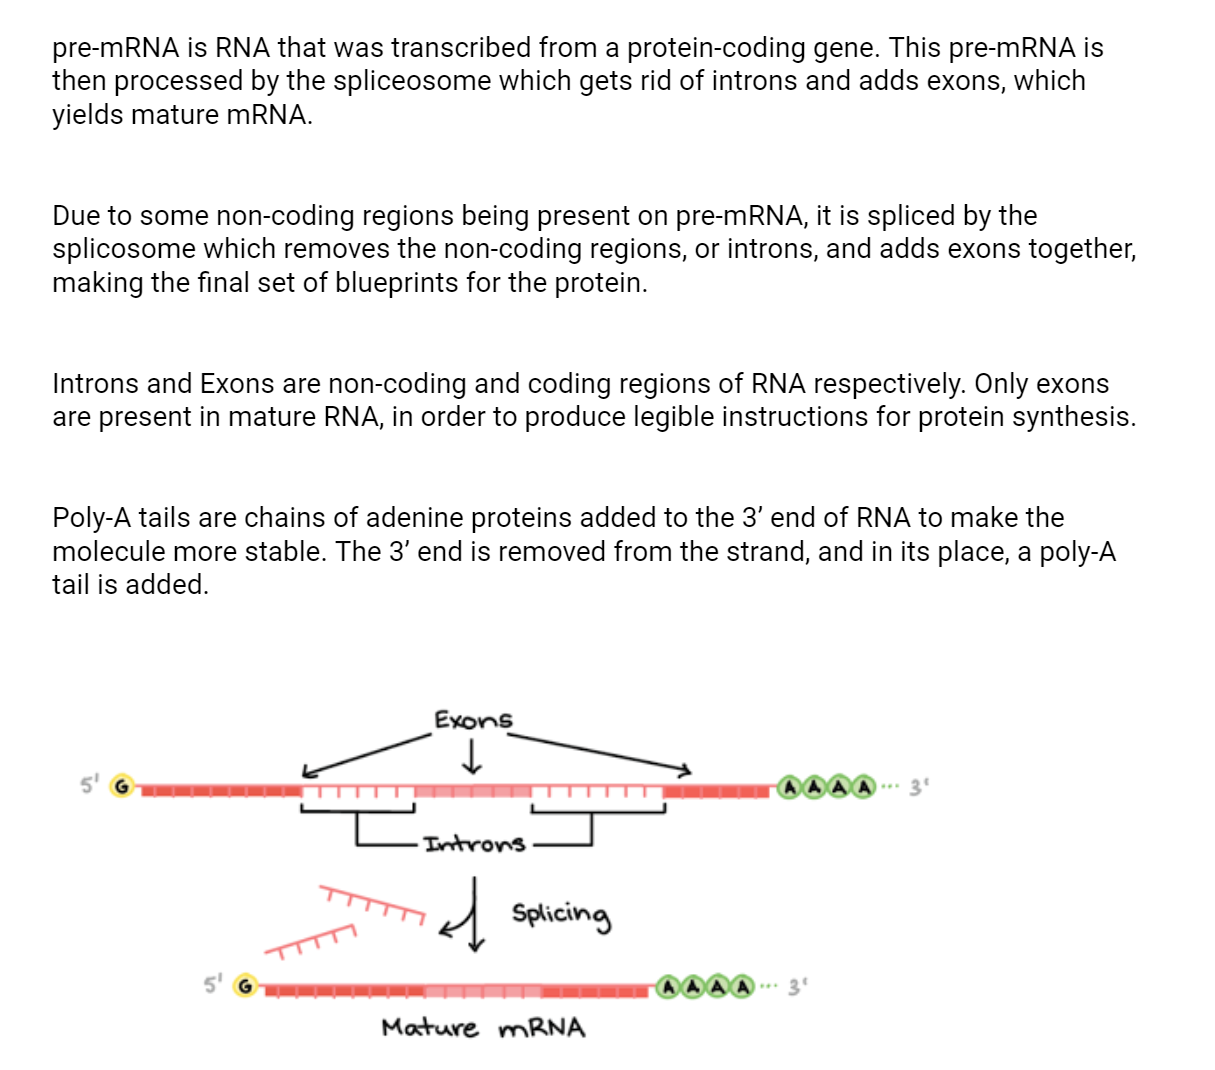 pre-mRNA is RNA that was transcribed from a protein-coding gene. This pre-mRNA is
then processed by the spliceosome which gets rid of introns and adds exons, which
yields mature mRNA.
Due to some non-coding regions being present on pre-mRNA, it is spliced by the
splicosome which removes the non-coding regions, or introns, and adds exons together,
making the final set of blueprints for the protein.
Introns and Exons are non-coding and coding regions of RNA respectively. Only exons
are present in mature RNA, in order to produce legible instructions for protein synthesis.
Poly-A tails are chains of adenine proteins added to the 3’ end of RNA to make the
molecule more stable. The 3’ end is removed from the strand, and in its place, a poly-A
tail is added.
Exons
5' G A A A A ... 3'
Introns
Splicing
5' G A A A A ... 3'
Mature mRNA